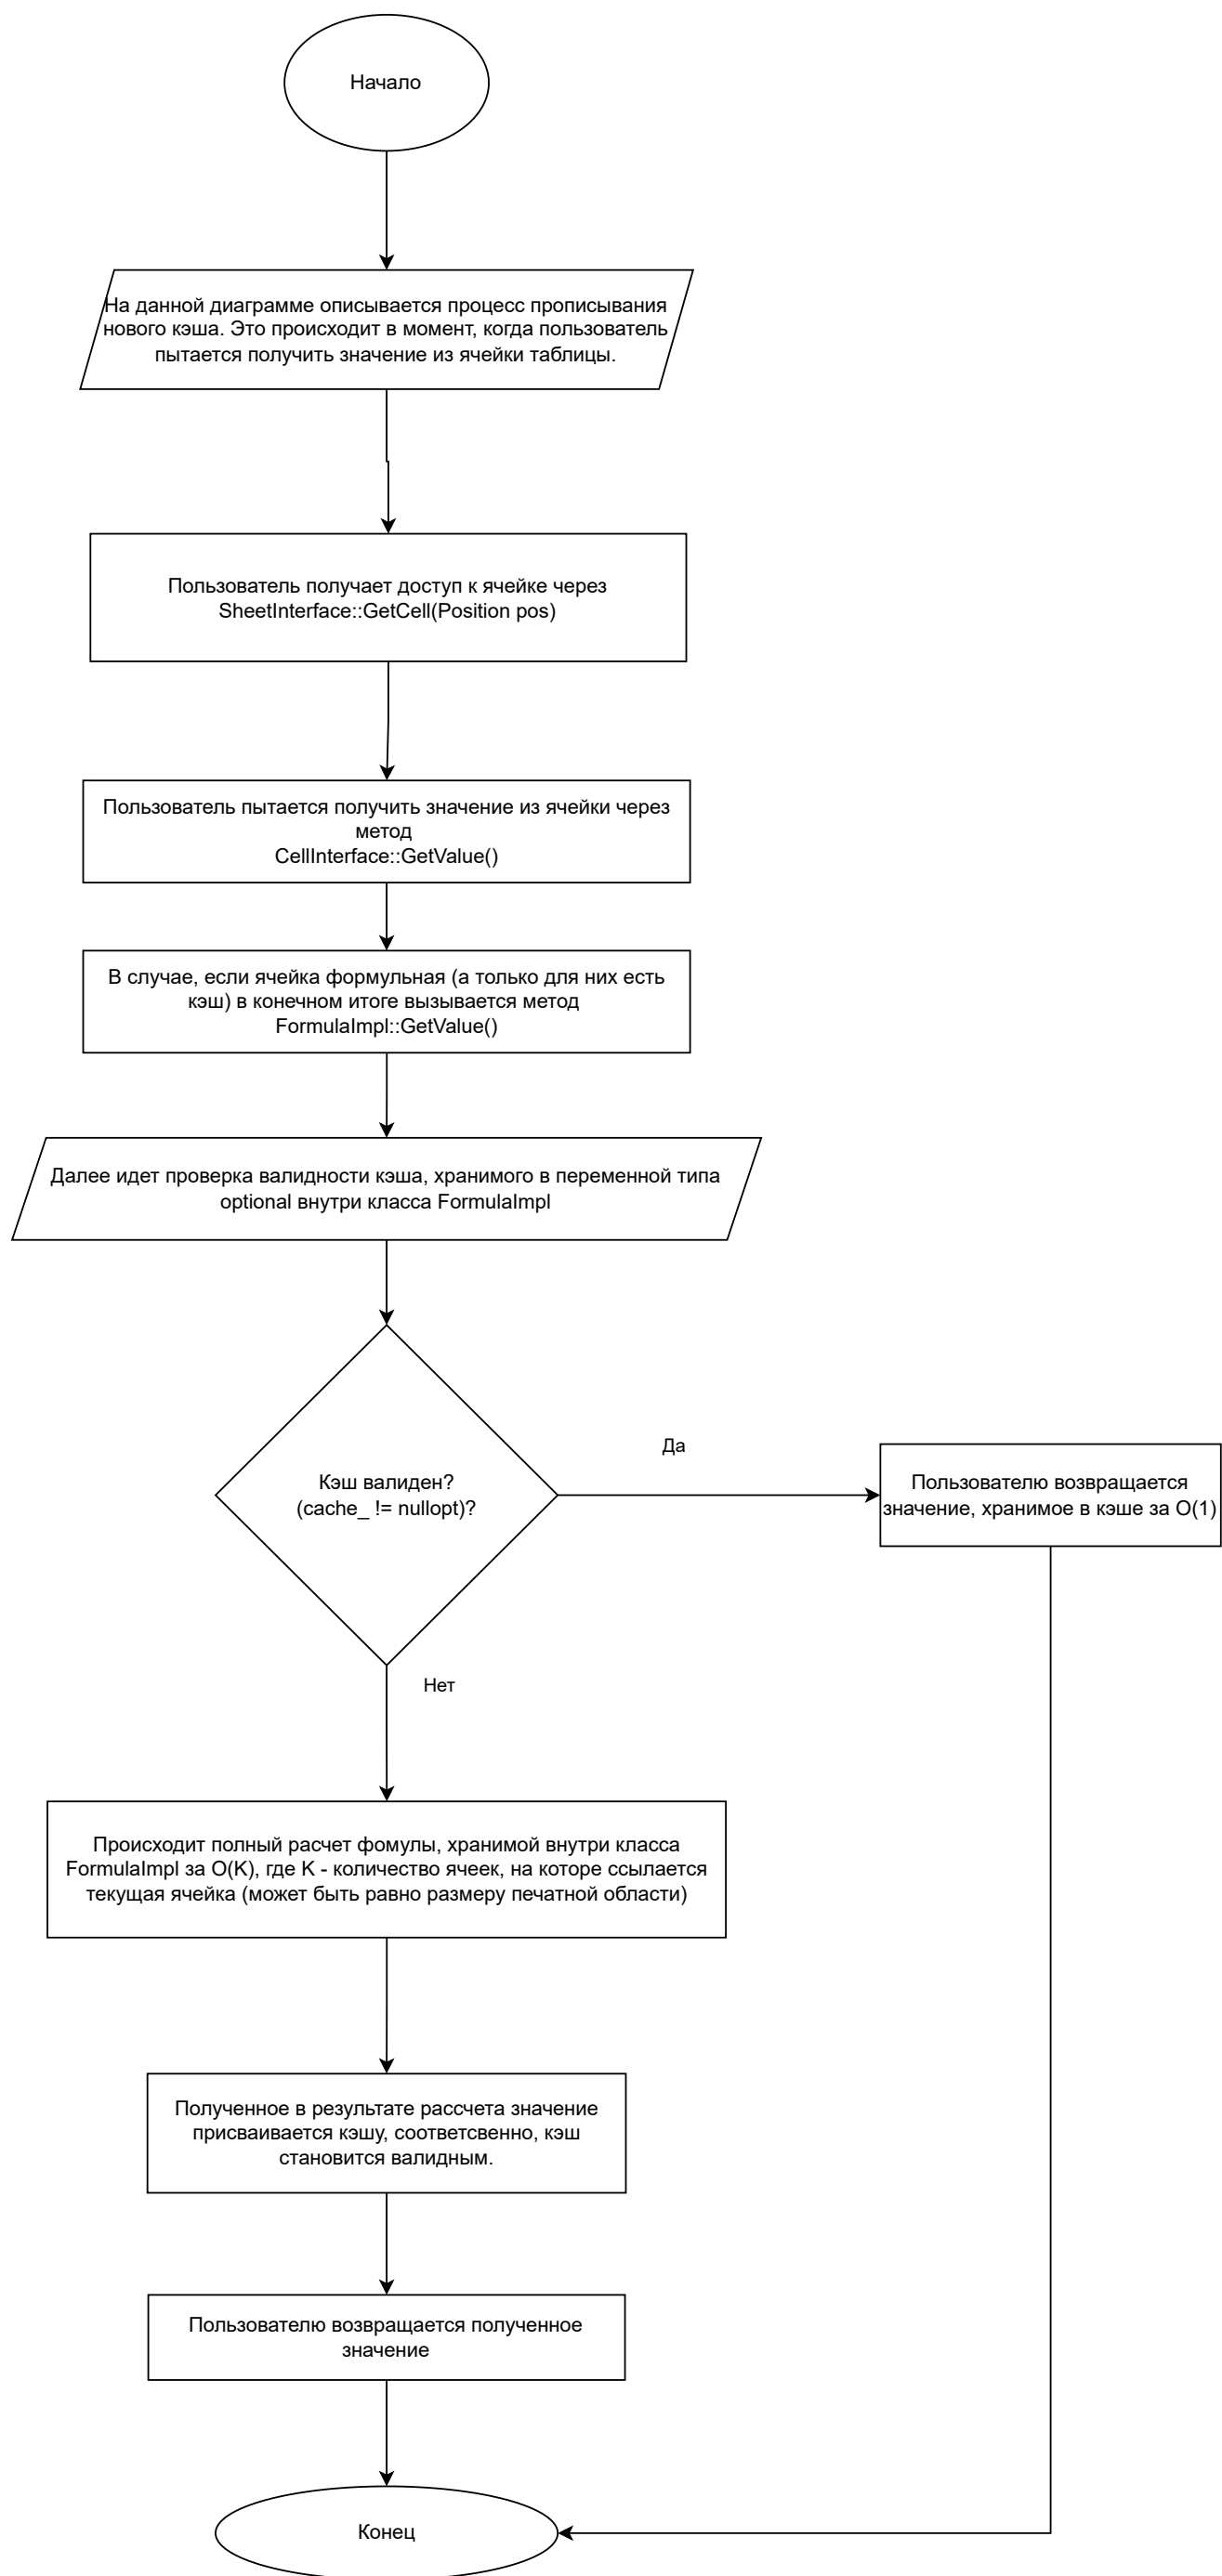 Начало
На данной диаграмме описывается процесс прописывания
нового кэша. Это происходит в момент, когда пользователь
пытается получить значение из ячейки таблицы.
Пользователь получает доступ к ячейке через
SheetInterface::GetCell(Position pos)
Пользователь пытается получить значение из ячейки через
метод
CellInterface::GetValue()
В случае, если ячейка формульная (а только для них есть
кэш) в конечном итоге вызывается метод
FormulaImpl::GetValue()
Далее идет проверка валидности кэша, хранимого в переменной типа
optional внутри класса FormulaImpl
Кэш валиден?
(cache_ != nullopt)?
Да
Пользователю возвращается
значение, хранимое в кэше за O(1)
Нет
Происходит полный расчет фомулы, хранимой внутри класса
FormulaImpl за O(K), где K - количество ячеек, на которе ссылается
текущая ячейка (может быть равно размеру печатной области)
Полученное в результате рассчета значение
присваивается кэшу, соответсвенно, кэш
становится валидным.
Пользователю возвращается полученное
значение
Конец